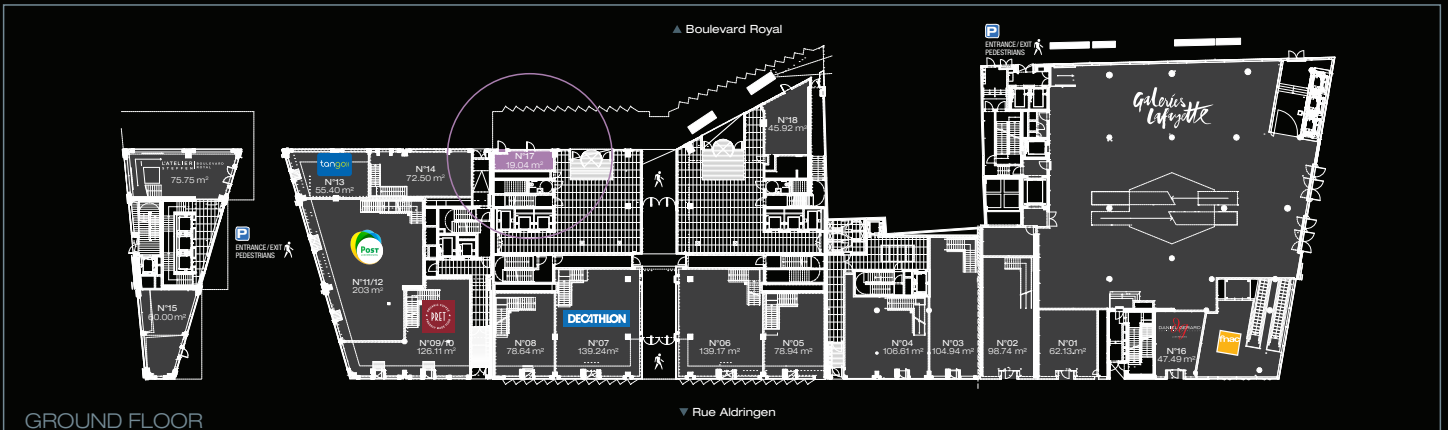 ▲ Boulevard Royal
P
ENTRANCE/EXIT
PEDESTRIANS
Galeries
Lafayette
N°18
45.92 m²
N°17
19.04 m²
L'ATELIER
STEFFEN
BOULEVARD
ROYAL
75.75 m²
tango
N°13
55.40 m²
N°14
72.50 m²
P
ENTRANCE/EXIT
PEDESTRIANS
POST
N°11/12
203 m²
N°15
60.00 m²
PRET
N°09/10
126.11 m²
N°08
78.64 m²
DECATHLON
N°07
139.24 m²
N°06
139.17 m²
N°05
78.94 m²
N°04
106.61 m²
N°03
104.94 m²
N°02
98.74 m²
N°01
62.13 m²
N°16
47.49 m²
fnac
▼ Rue Aldringen
GROUND FLOOR